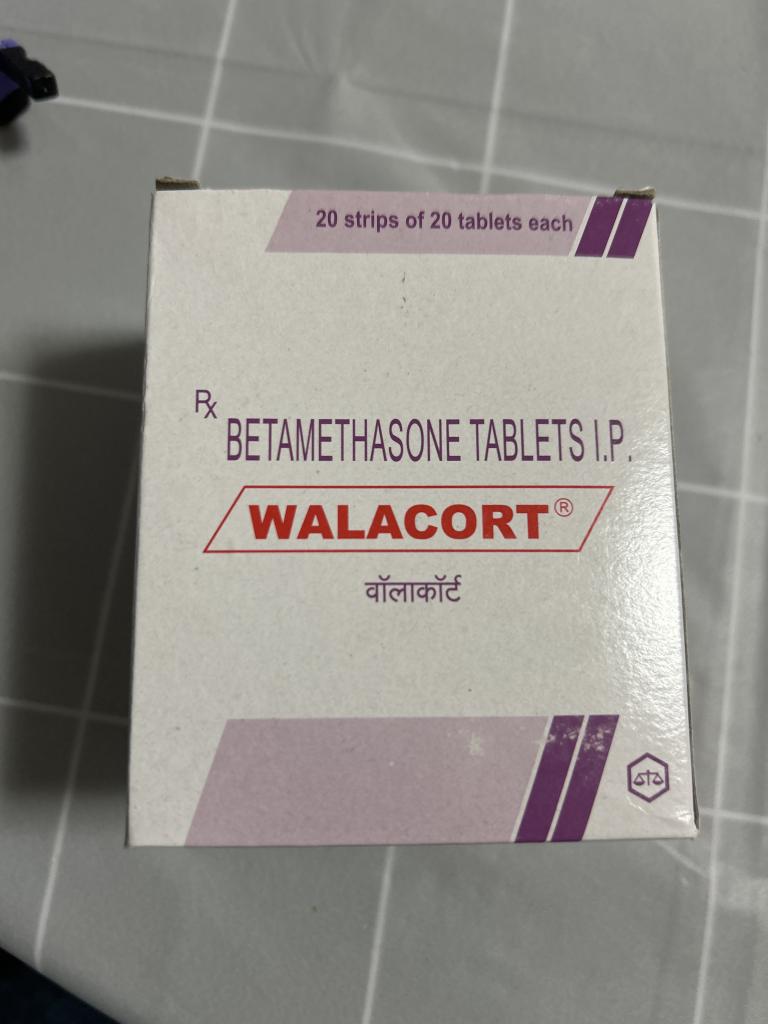 20 strips of 20 tablets each
Rx
BETAMETHASONE TABLETS I.P.
WALACORT®
वॉलाकॉर्ट